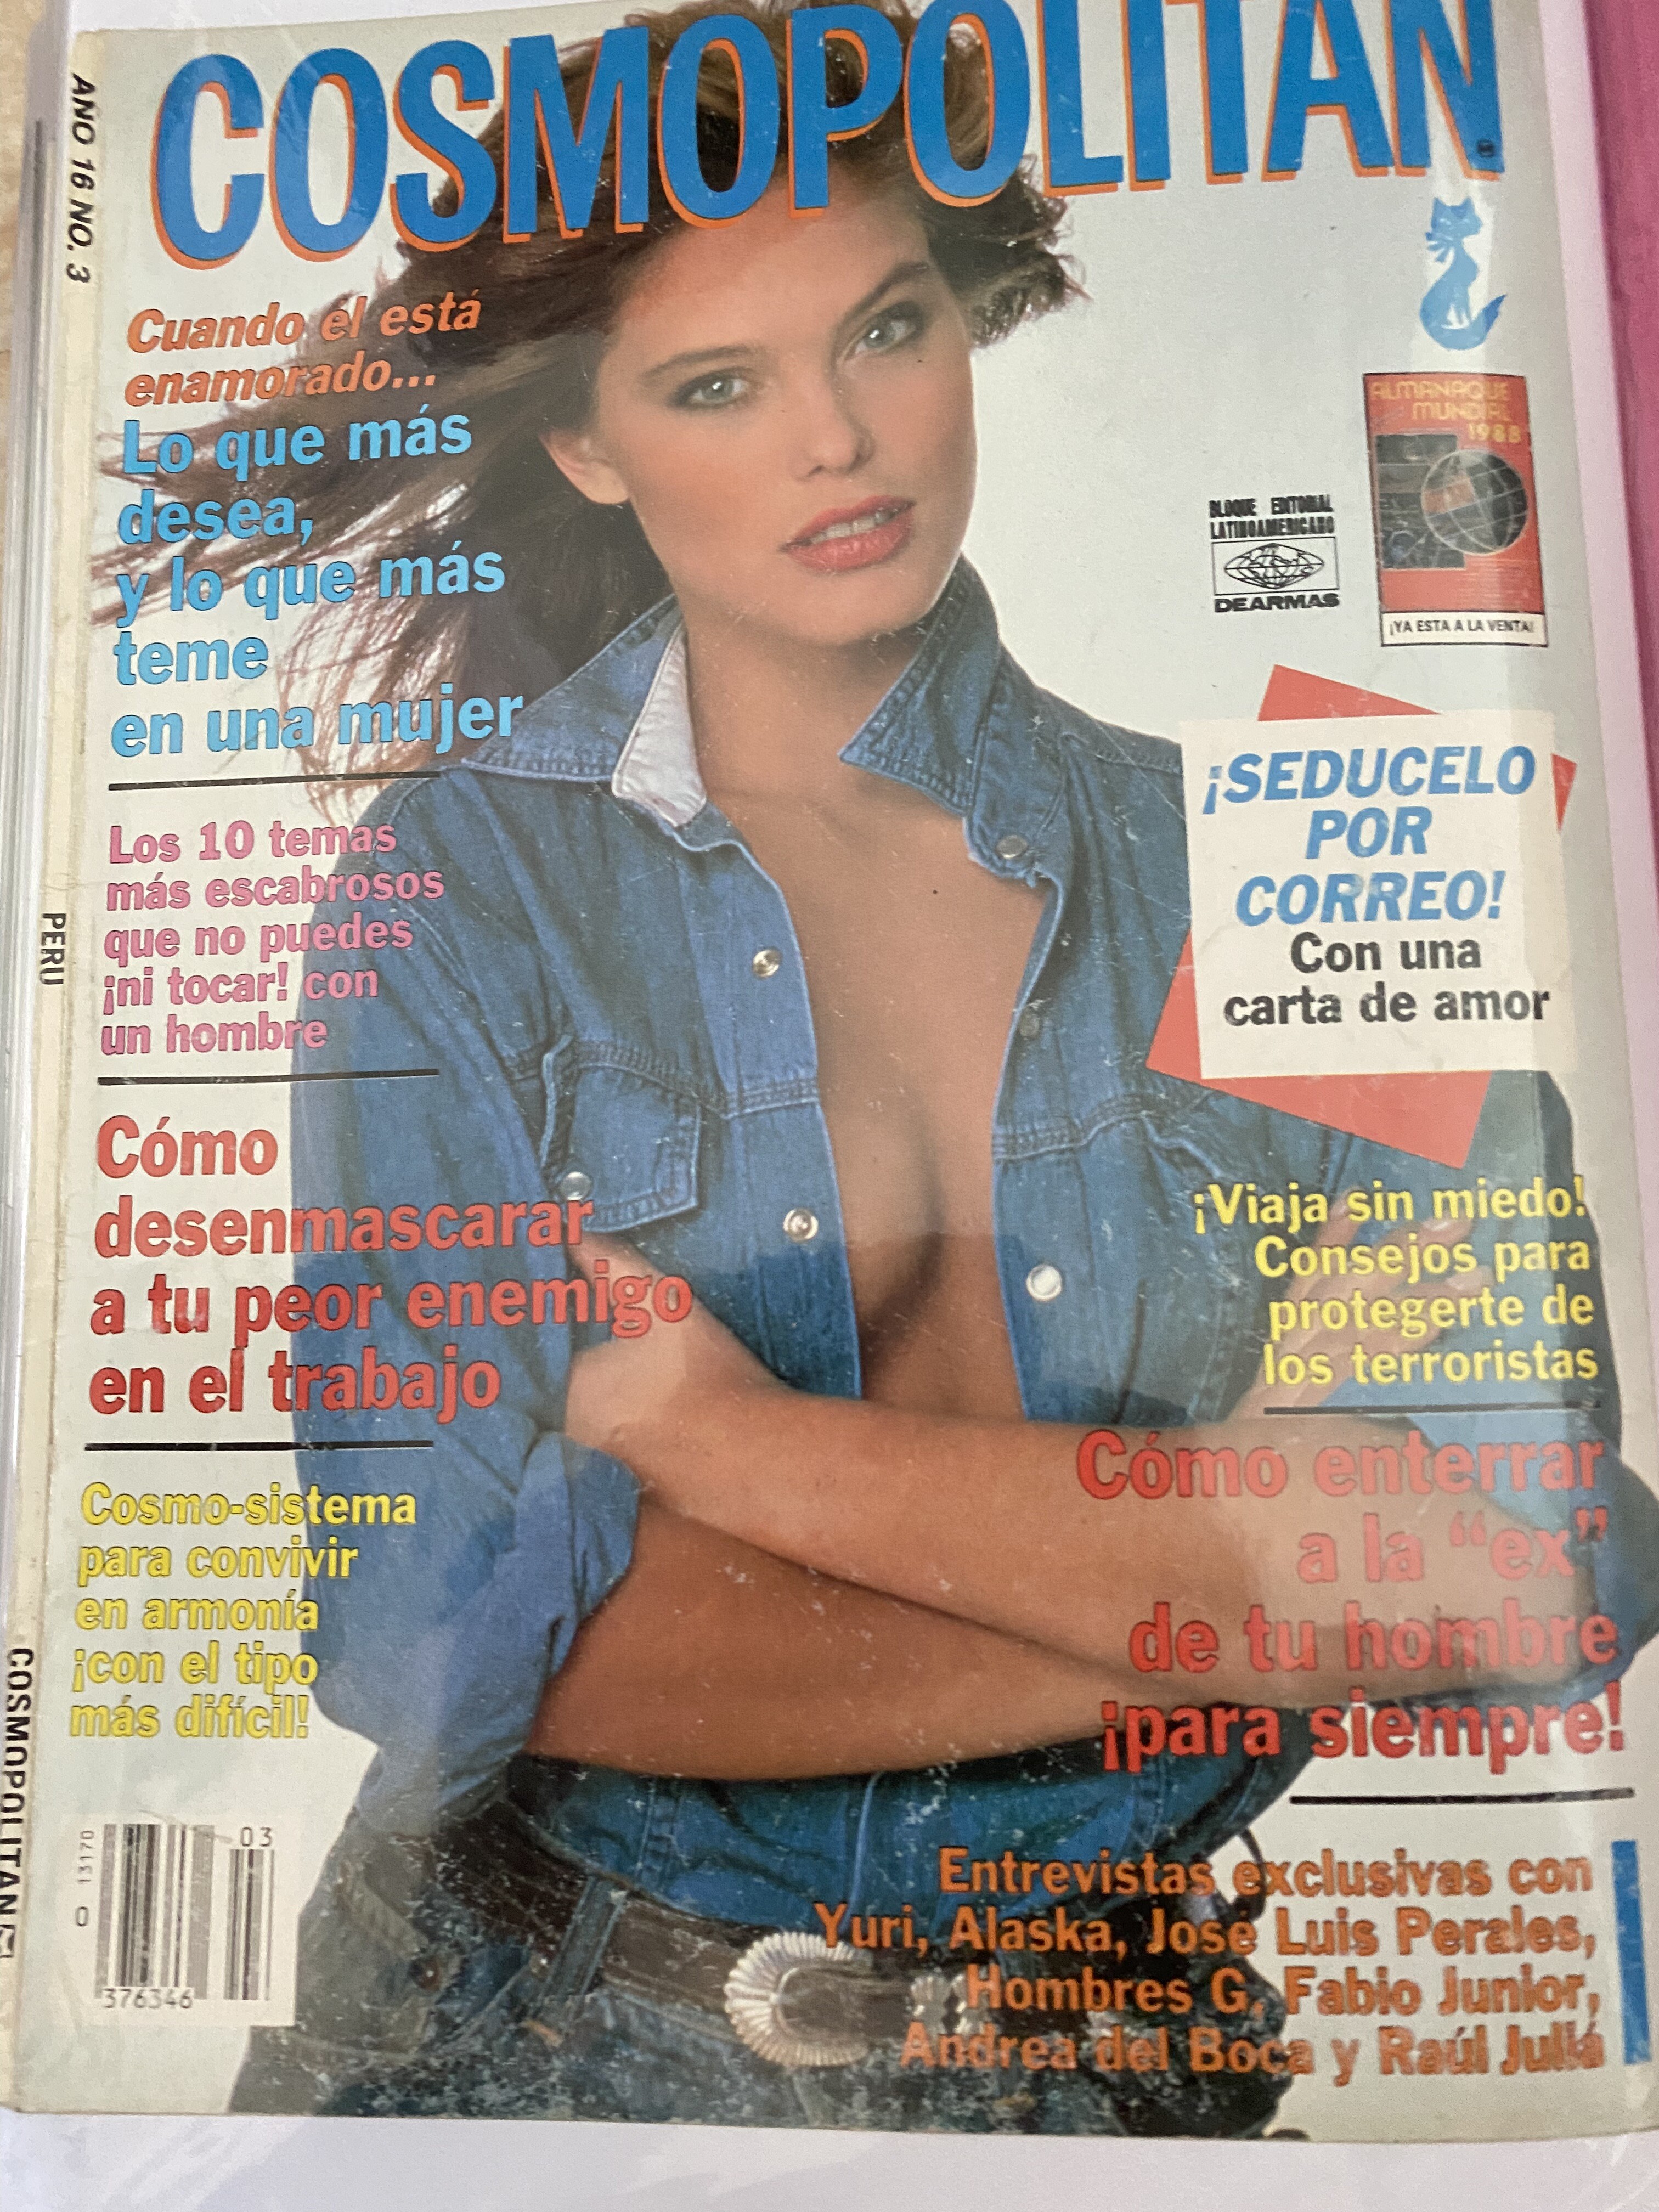 COSMOPOLITAN
AÑO 16 NO. 3
PERU
COSMOPOLITAN
Cuando él está
enamorado...
Lo que más
desea,
y lo que más
teme
en una mujer
Los 10 temas
más escabrosos
que no puedes
¡ni tocar! con
un hombre
Cómo
desenmascarar
a tu peor enemigo
en el trabajo
Cosmo-sistema
para convivir
en armonía
¡con el tipo
más difícil!
0 13170
376346
03
ALMANAQUE
MUNDIAL
1988
¡YA ESTA A LA VENTA!
BLOQUE EDITORIAL
LATINOAMERICANO
DEARMAS
¡SEDUCELO
POR
CORREO!
Con una
carta de amor
¡Viaja sin miedo!
Consejos para
protegerte de
los terroristas
Cómo enterrar
a la “ex”
de tu hombre
¡para siempre!
Entrevistas exclusivas con
Yuri, Alaska, José Luis Perales,
Hombres G, Fabio Junior,
Andrea del Boca y Raúl Juliá